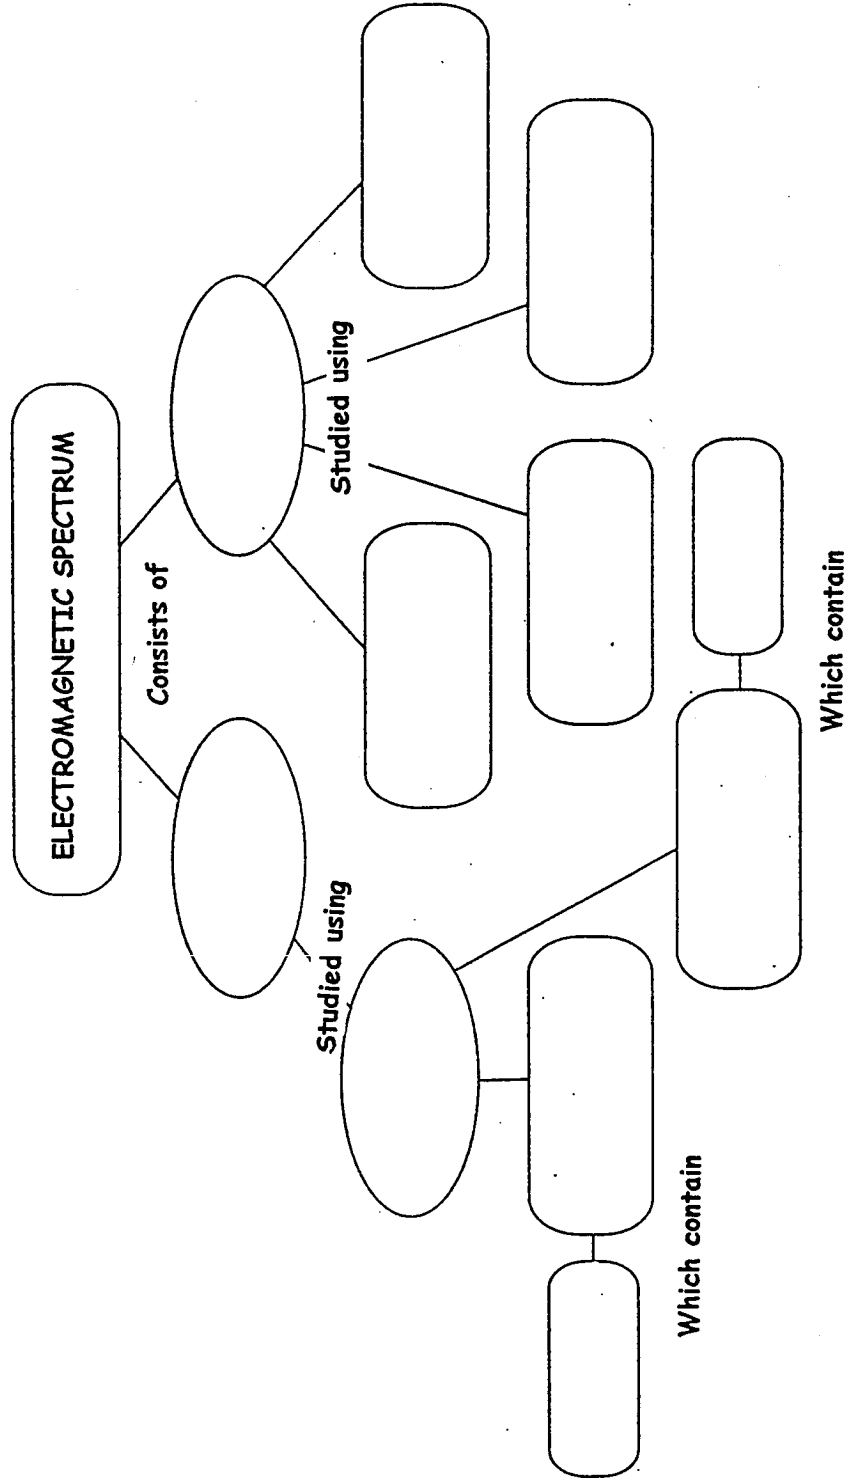 ELECTROMAGNETIC SPECTRUM
Consists of
Studied using
Studied using
Which contain
Which contain